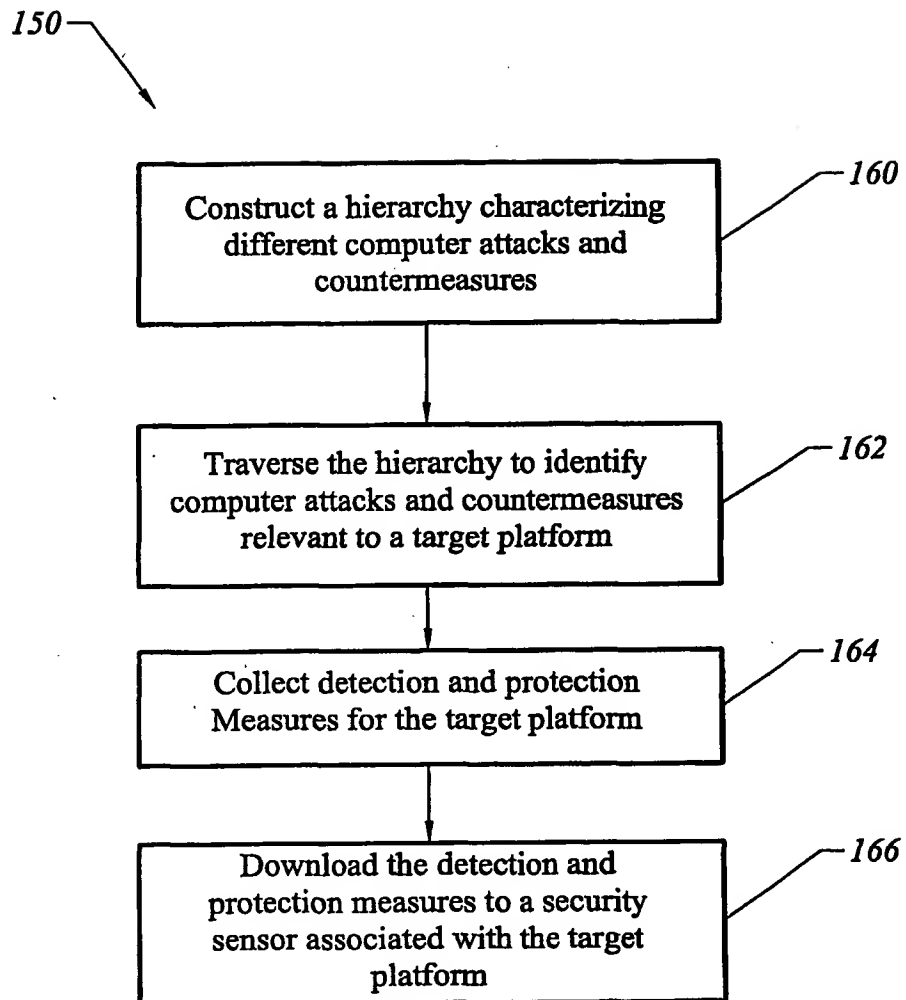 150
160
Construct a hierarchy characterizing
different computer attacks and
countermeasures
162
Traverse the hierarchy to identify
computer attacks and countermeasures
relevant to a target platform
164
Collect detection and protection
Measures for the target platform
166
Download the detection and
protection measures to a security
sensor associated with the target
platform